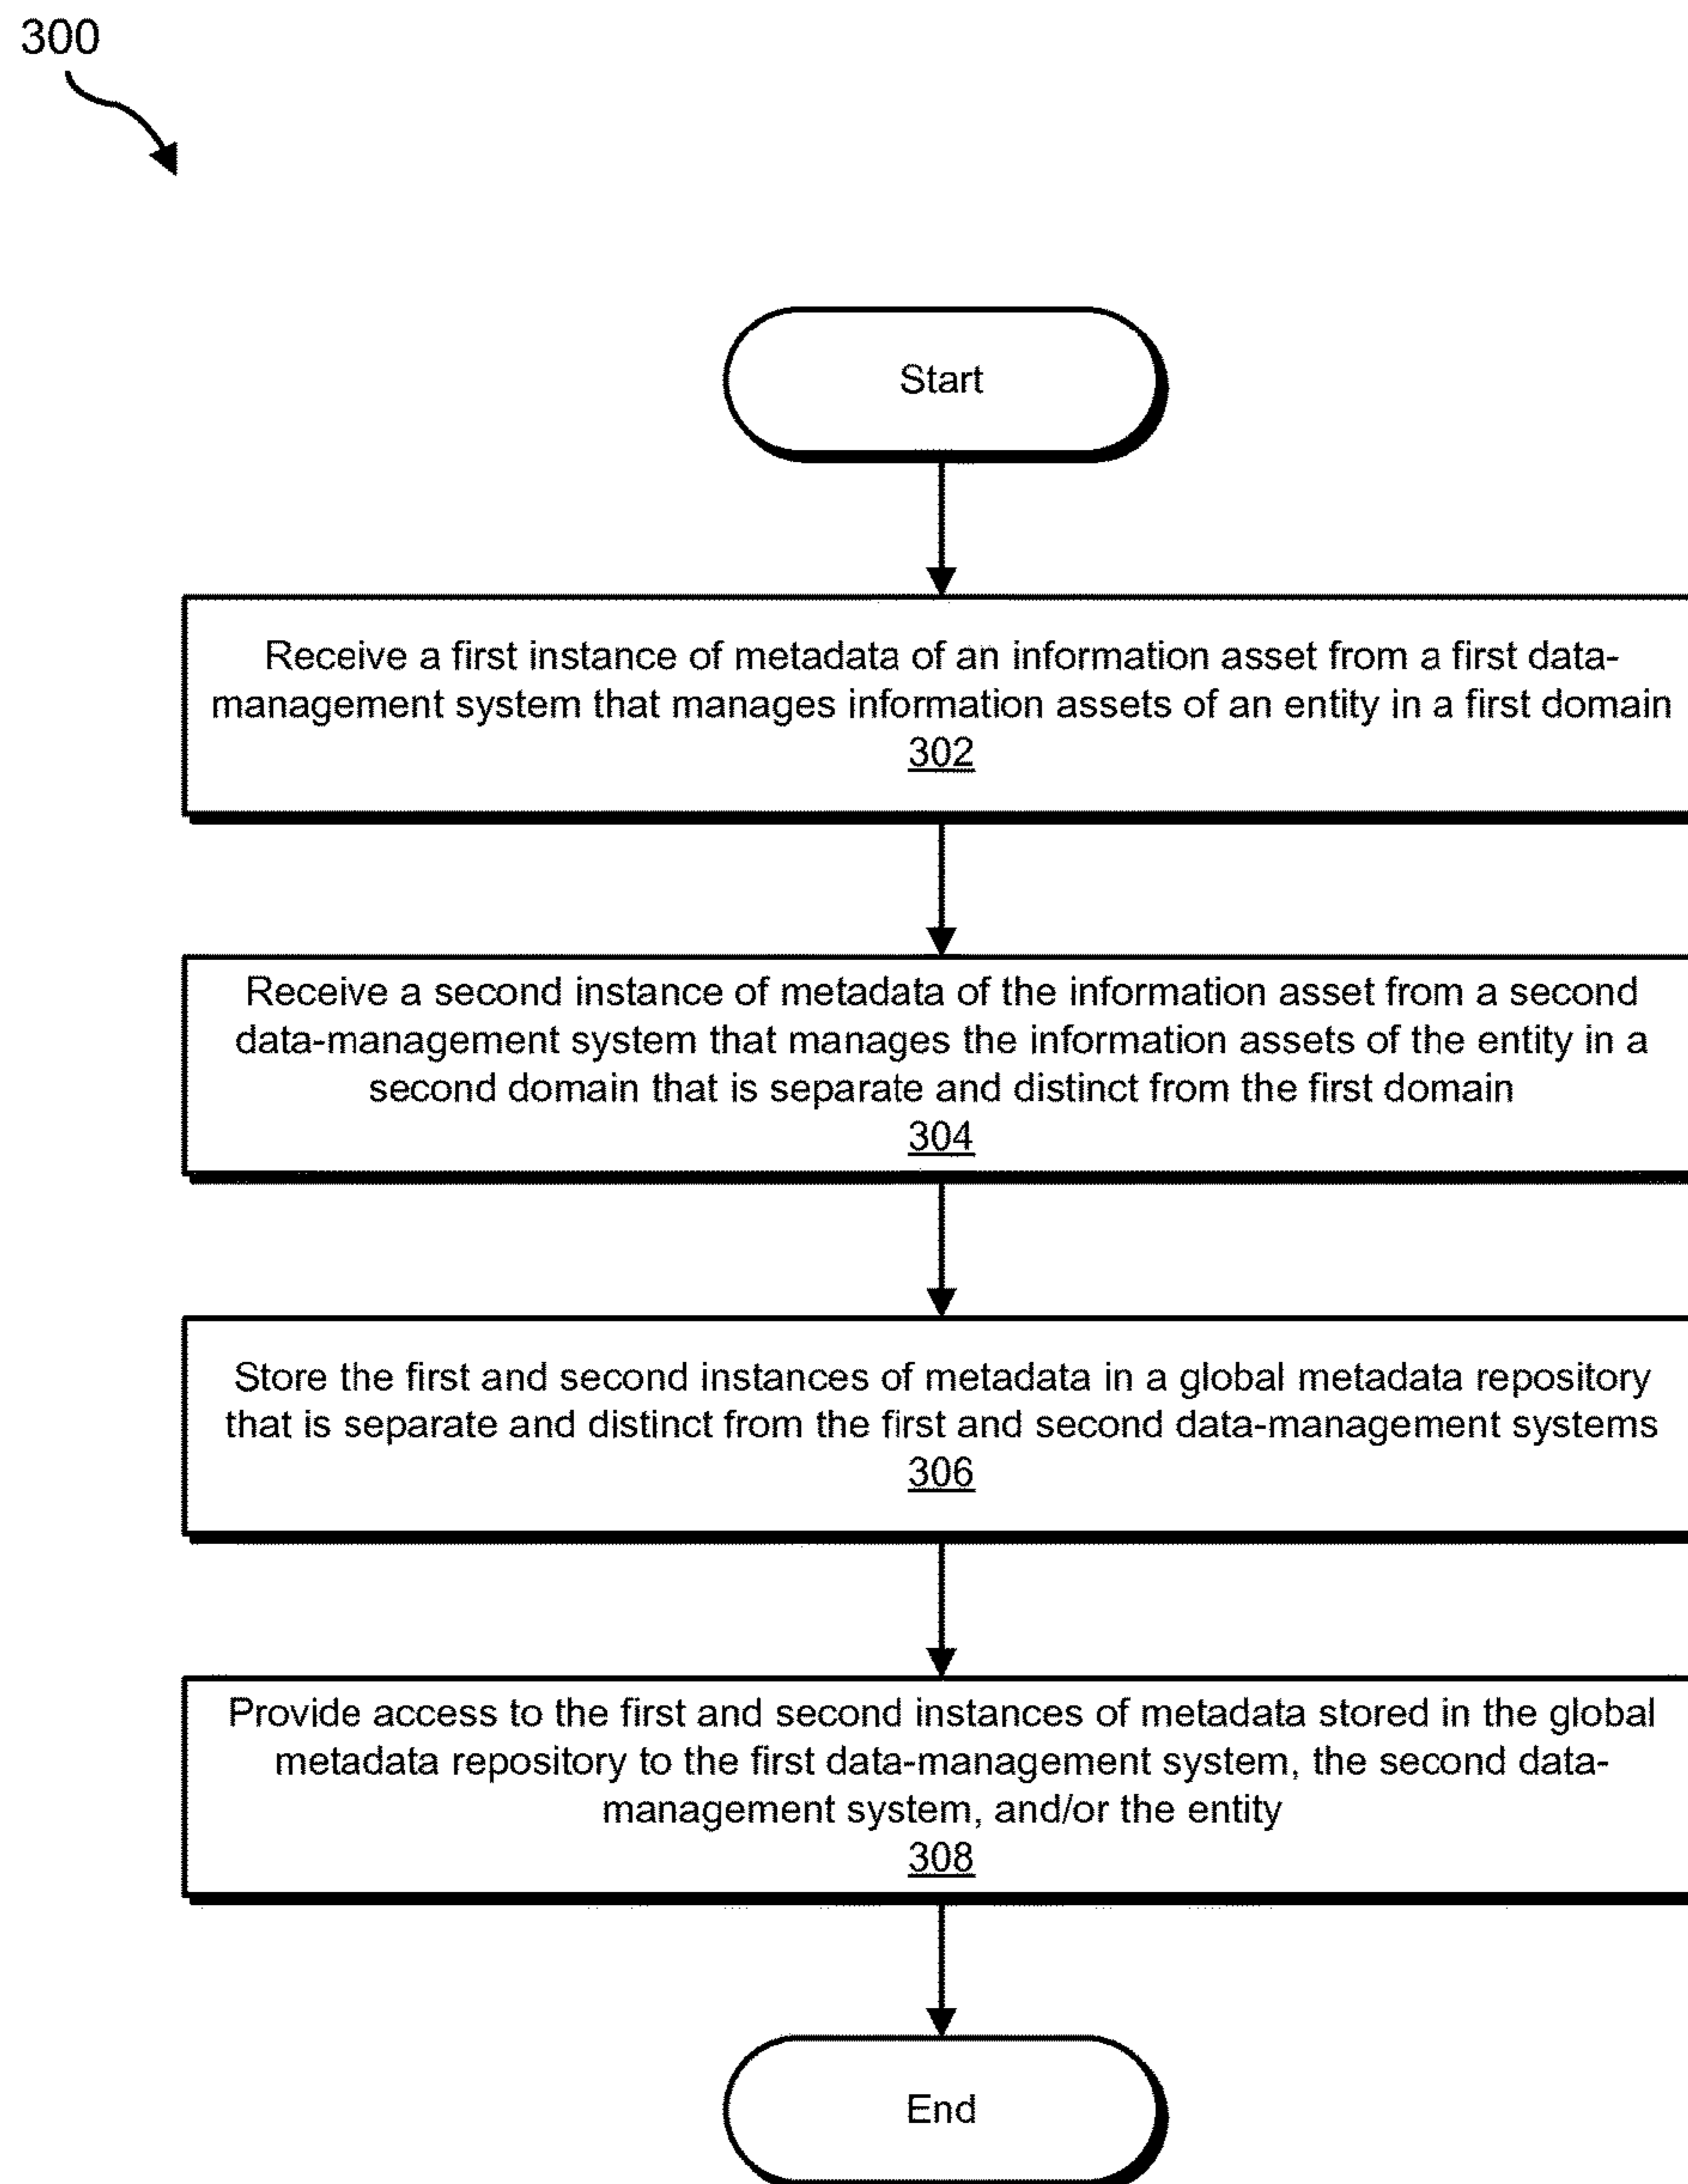 300
Start
Receive a first instance of metadata of an information asset from a first data-
management system that manages information assets of an entity in a first domain
302
Receive a second instance of metadata of the information asset from a second
data-management system that manages the information assets of the entity in a
second domain that is separate and distinct from the first domain
304
Store the first and second instances of metadata in a global metadata repository
that is separate and distinct from the first and second data-management systems
306
Provide access to the first and second instances of metadata stored in the global
metadata repository to the first data-management system, the second data-
management system, and/or the entity
308
End